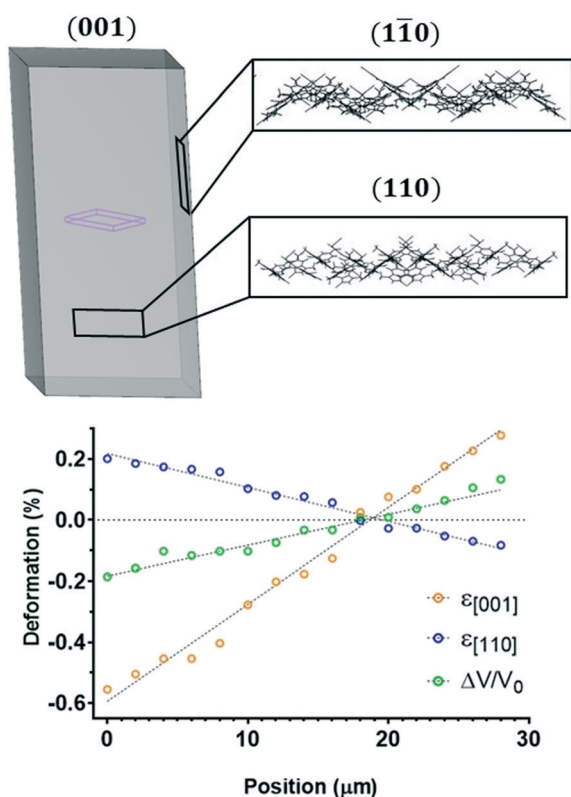 (001)
(11̅0)
(110)
0.2
0.0
-0.2
-0.4
-0.6
Deformation (%)
ε[001]
ε[110]
ΔV/V₀
0 10 20 30
Position (μm)